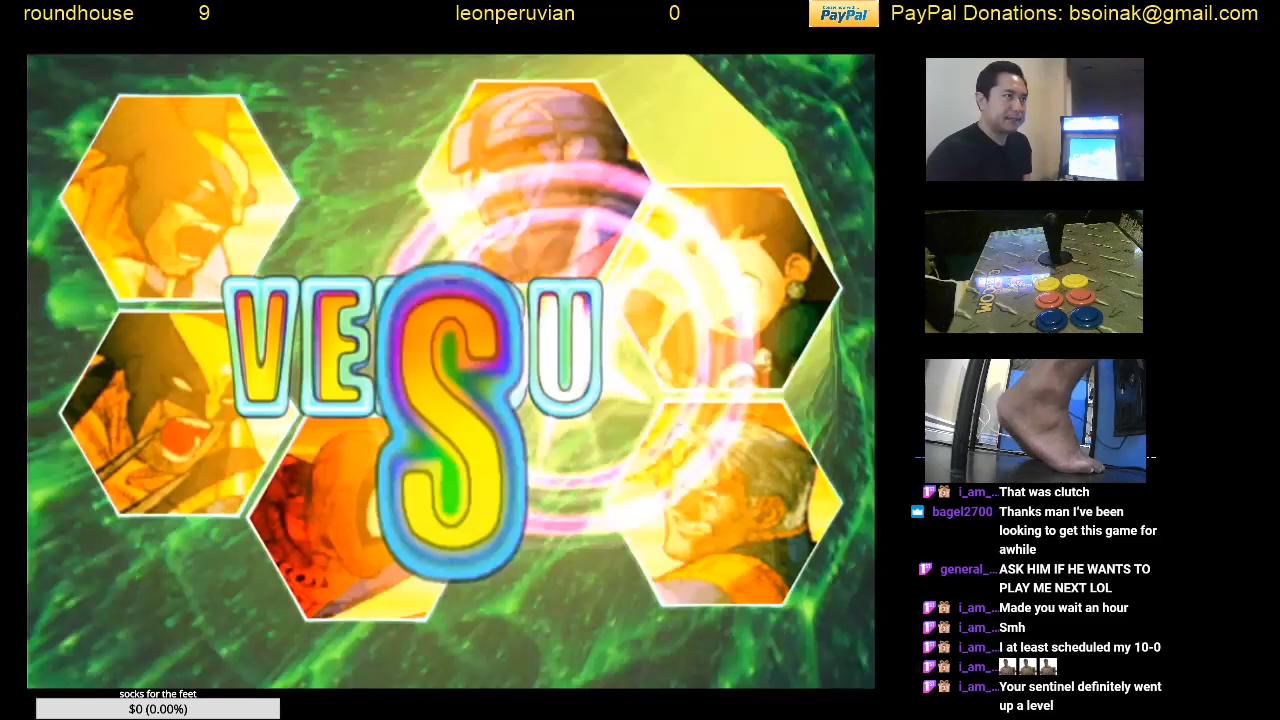 roundhouse 9 leonperuvian 0 PayPal PayPal Donations: bsoinak@gmail.com
VE S U
CAPCOM
i_am_... That was clutch
bagel2700 Thanks man I've been
looking to get this game for
awhile
general_... ASK HIM IF HE WANTS TO
PLAY ME NEXT LOL
i_am_... Made you wait an hour
i_am_... Smh
i_am_... I at least scheduled my 10-0
i_am_...
i_am_... Your sentinel definitely went
up a level
socks for the feet
$0 (0.00%)